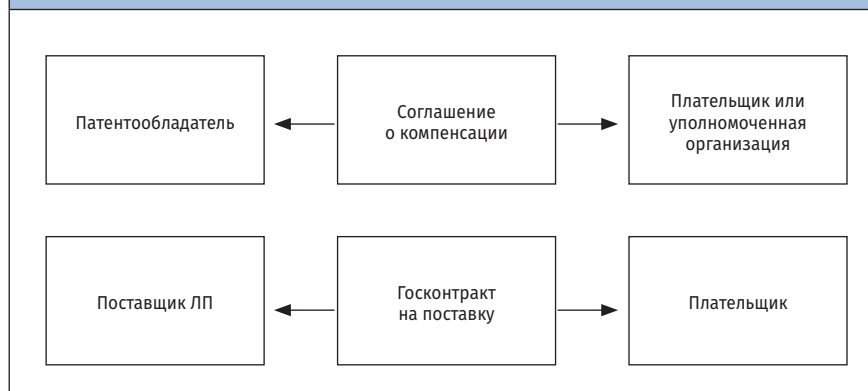 Патентообладатель
Соглашение
о компенсации
Плательщик или
уполномоченная
организация
Поставщик ЛП
Госконтракт
на поставку
Плательщик